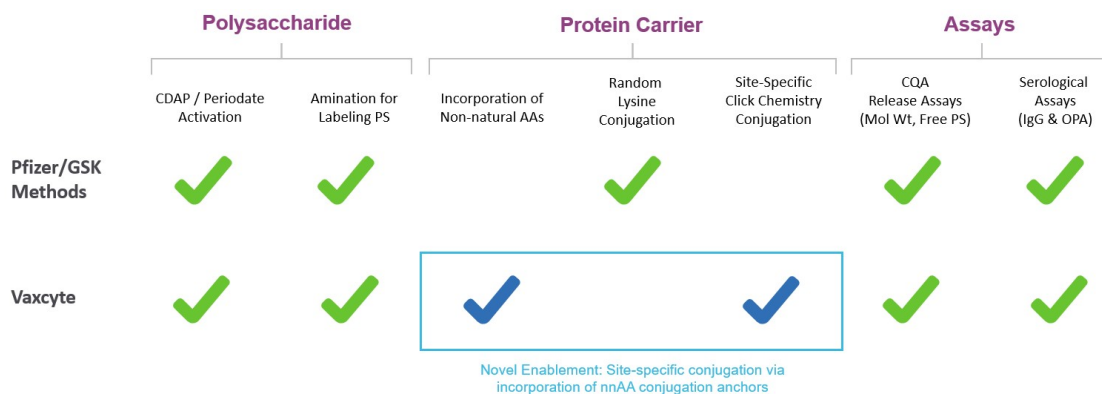 Polysaccharide
Protein Carrier
Assays
CDAP / Periodate
Activation
Amination for
Labeling PS
Incorporation of
Non-natural AAs
Random
Lysine
Conjugation
Site-Specific
Click Chemistry
Conjugation
CQA
Release Assays
(Mol Wt, Free PS)
Serological
Assays
(IgG & OPA)
Pfizer/GSK
Methods
Vaxcyte
Novel Enablement: Site-specific conjugation via
incorporation of nnAA conjugation anchors